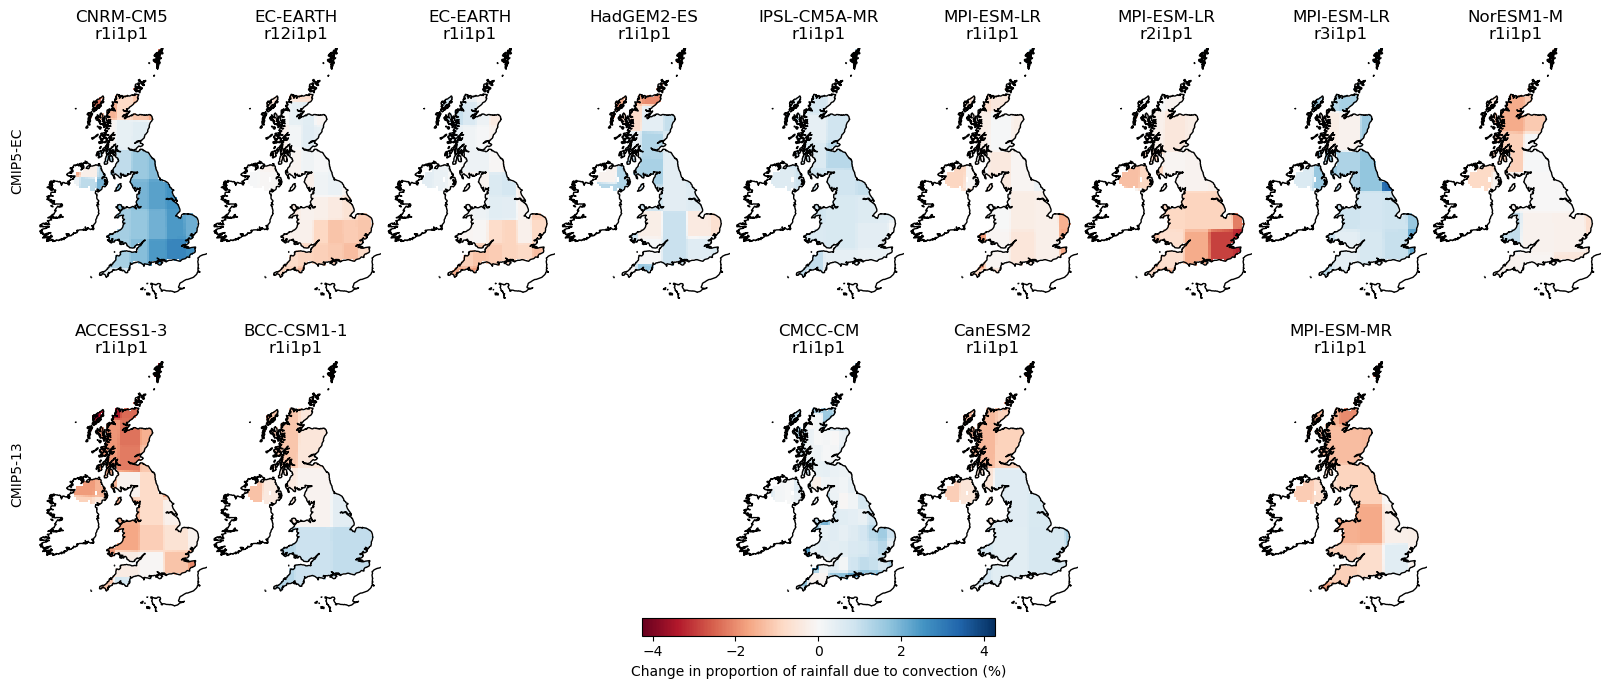 CNRM-CM5
r1i1p1
EC-EARTH
r12i1p1
EC-EARTH
r1i1p1
HadGEM2-ES
r1i1p1
IPSL-CM5A-MR
r1i1p1
MPI-ESM-LR
r1i1p1
MPI-ESM-LR
r2i1p1
MPI-ESM-LR
r3i1p1
NorESM1-M
r1i1p1
CMIP5-EC
ACCESS1-3
r1i1p1
BCC-CSM1-1
r1i1p1
CMCC-CM
r1i1p1
CanESM2
r1i1p1
MPI-ESM-MR
r1i1p1
CMIP5-13
−4 −2 0 2 4
Change in proportion of rainfall due to convection (%)